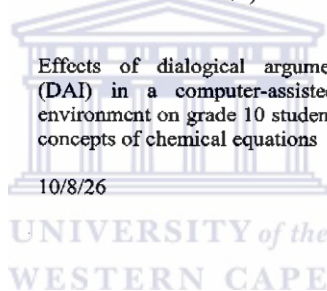 Effects of dialogical argume
(DAI) in a computer-assiste
environment on grade 10 studen
concepts of chemical equations
10/8/26
UNIVERSITY of the
WESTERN CAPE